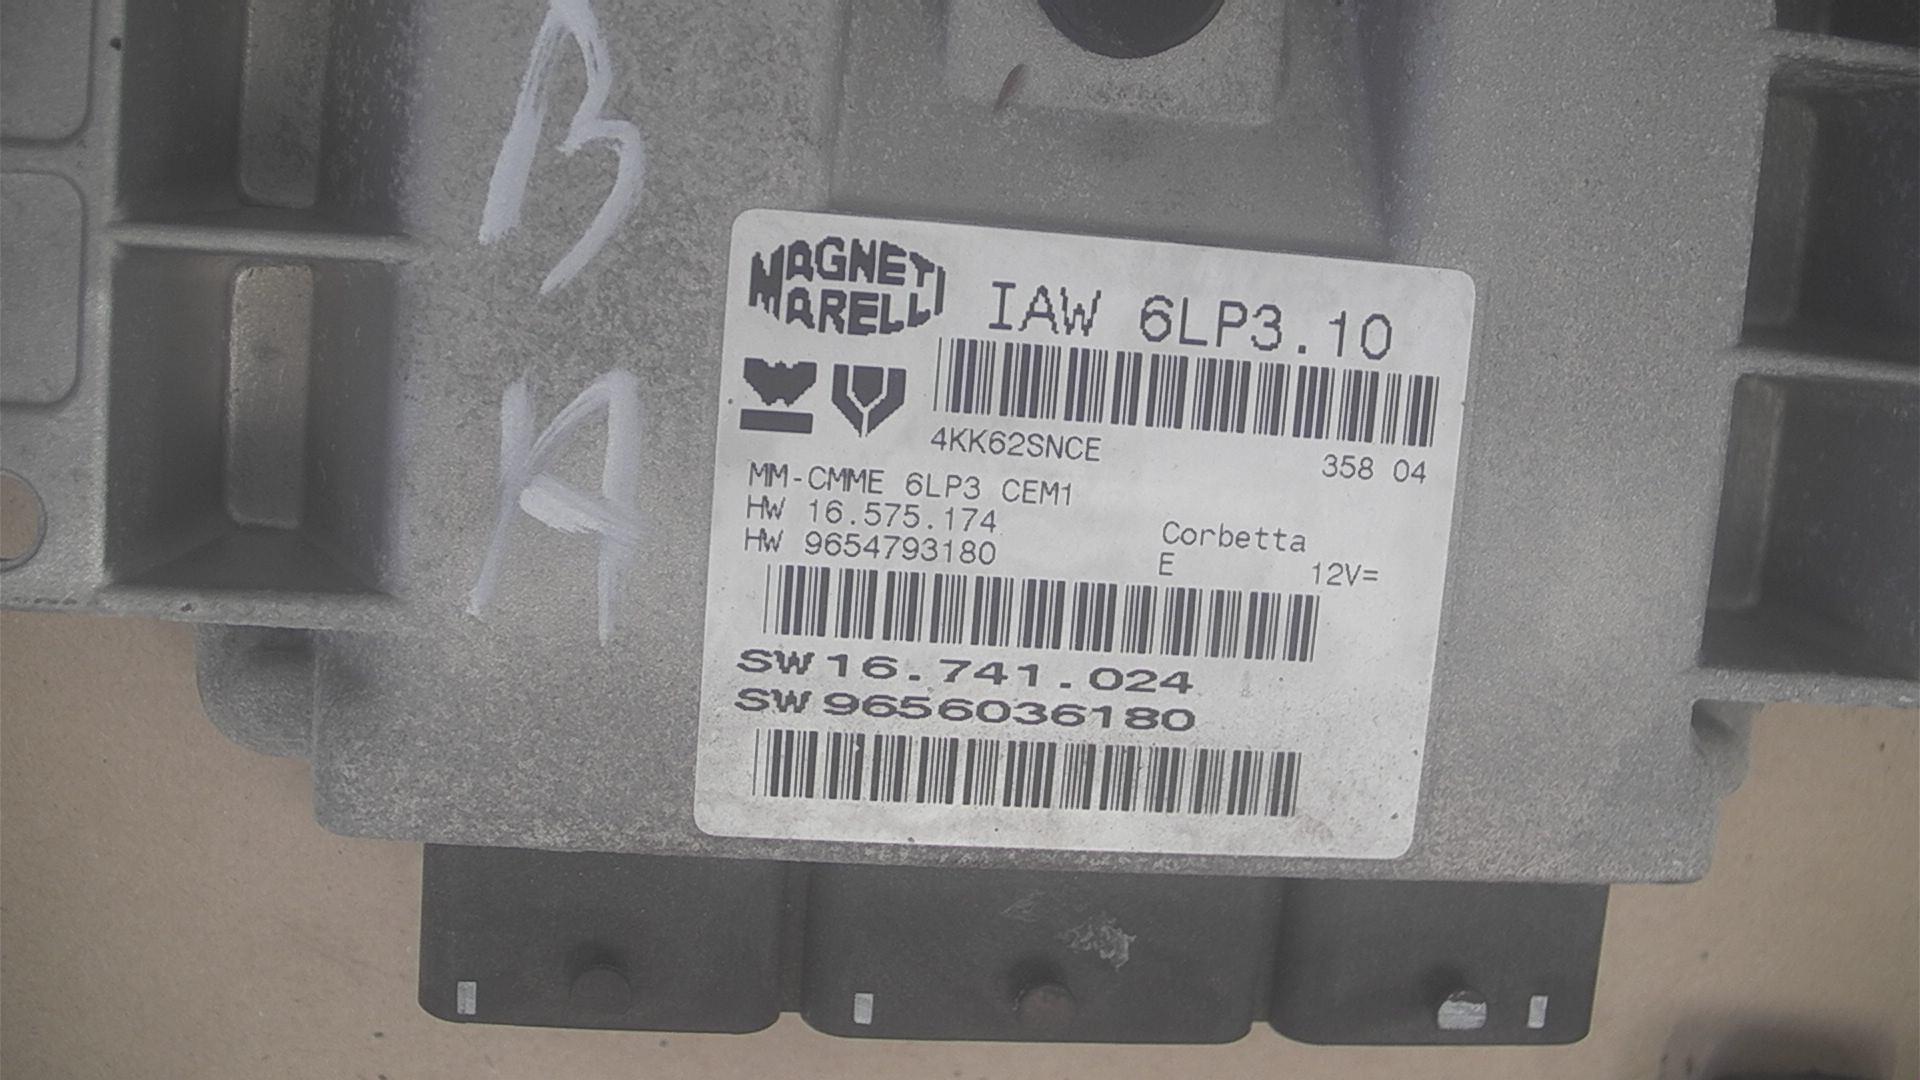 B
A
MAGNETI
MARELLI
IAW 6LP3.10
4KK62SNCE
358 04
MM-CMME 6LP3 CEM1
HW 16.575.174
HW 9654793180
Corbetta
E 12V=
SW 16.741.024
SW 9656036180